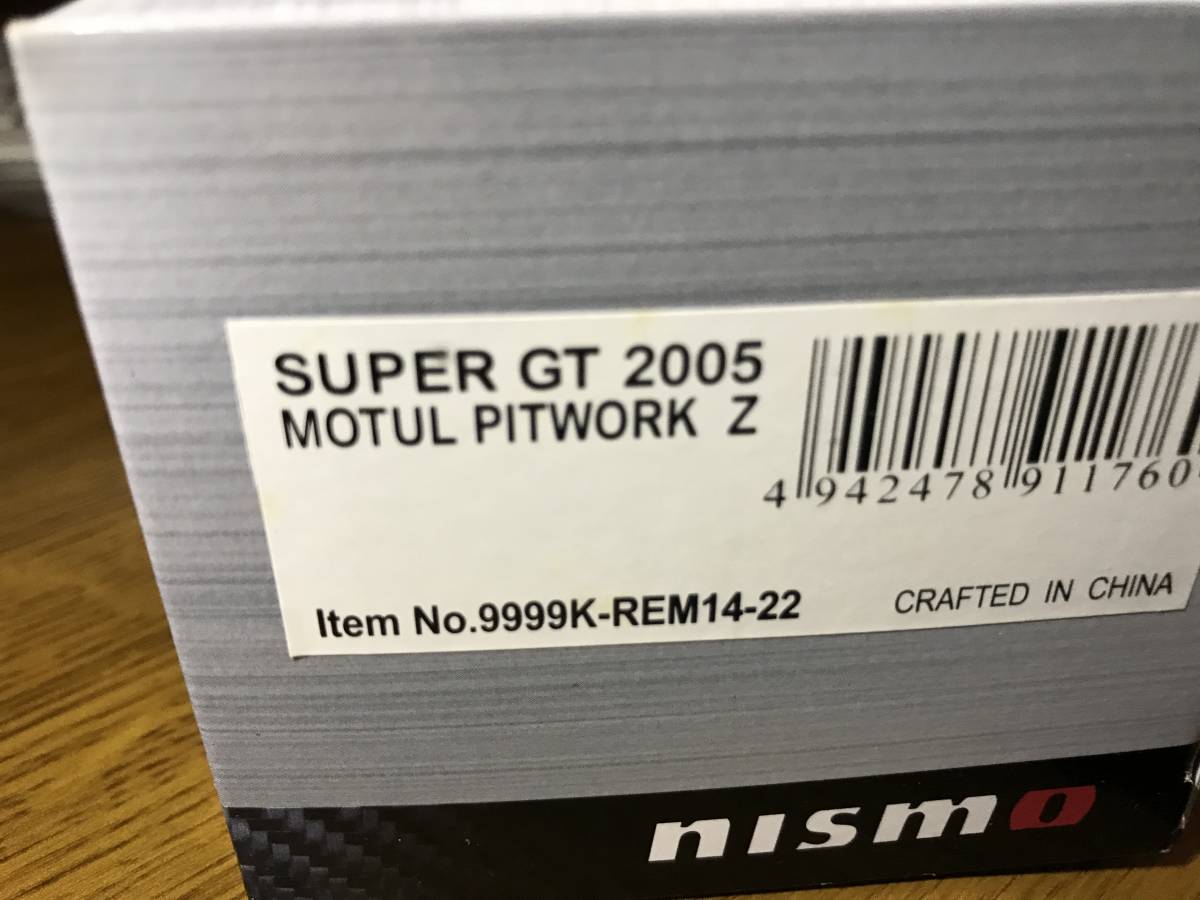 SUPER GT 2005
MOTUL PITWORK Z
4 942478 911760
Item No.9999K-REM14-22
CRAFTED IN CHINA
nismo